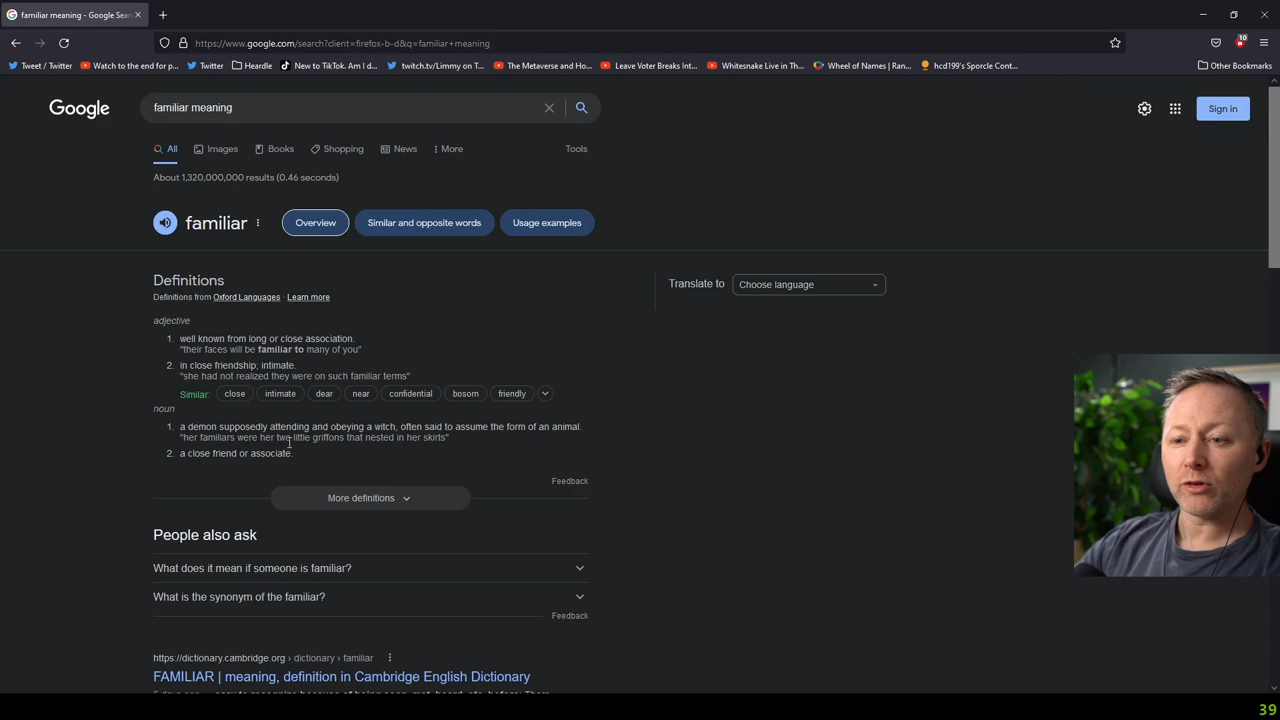 familiar meaning - Google Sear
https://www.google.com/search?client=firefox-b-d&q=familiar+meaning
10
Tweet / Twitter
Watch to the end for p...
Twitter
Heardle
New to TikTok. Am I d...
twitch.tv/Limmy on T...
The Metaverse and Ho...
Leave Voter Breaks Int...
Whitesnake Live in Th...
Wheel of Names | Ran...
hcd199's Sporcle Cont...
Other Bookmarks
Google
familiar meaning
Sign in
All Images Books Shopping News More Tools
About 1,320,000,000 results (0.46 seconds)
familiar
Overview
Similar and opposite words
Usage examples
Definitions
Definitions from Oxford Languages · Learn more
Translate to
Choose language
adjective
1. well known from long or close association.
"their faces will be familiar to many of you"
2. in close friendship; intimate.
"she had not realized they were on such familiar terms"
Similar: close intimate dear near confidential bosom friendly
noun
1. a demon supposedly attending and obeying a witch, often said to assume the form of an animal.
"her familiars were her two little griffons that nested in her skirts"
2. a close friend or associate.
Feedback
More definitions
People also ask
What does it mean if someone is familiar?
What is the synonym of the familiar?
Feedback
https://dictionary.cambridge.org › dictionary › familiar
FAMILIAR | meaning, definition in Cambridge English Dictionary
39